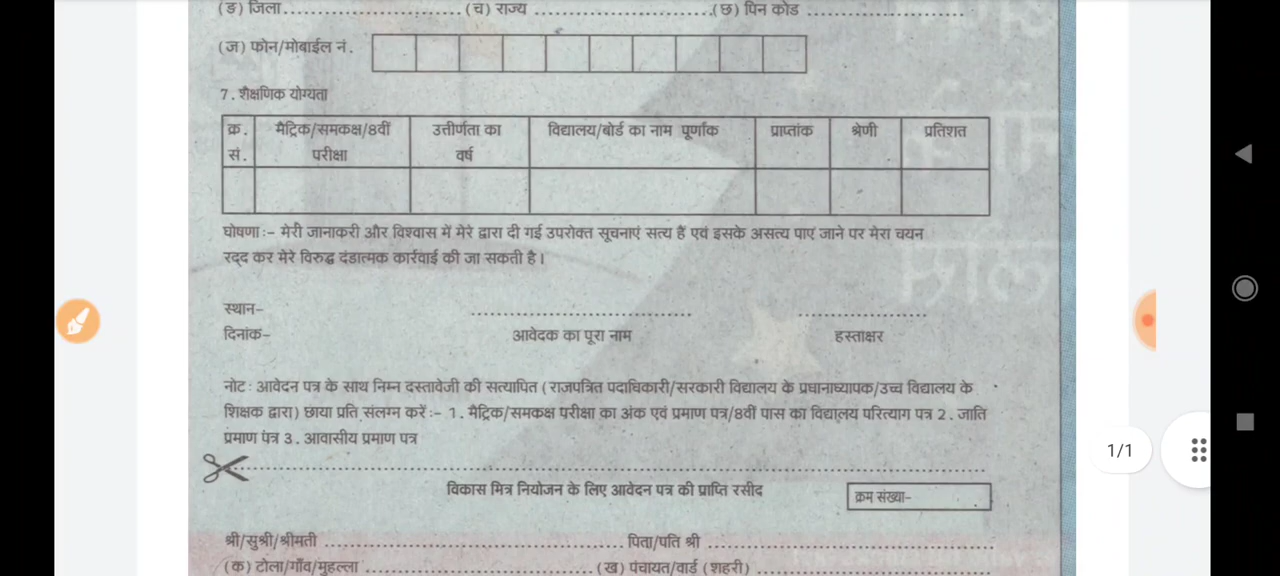 (ङ) जिला.............................(च) राज्य .............................(छ) पिन कोड ..........................
(ज) फोन/मोबाईल नं.
7. शैक्षणिक योग्यता
क्र. सं. मैट्रिक/समकक्ष/8वीं परीक्षा उत्तीर्णता का वर्ष विद्यालय/बोर्ड का नाम पूर्णांक प्राप्तांक श्रेणी प्रतिशत
घोषणाः- मेरी जानाकरी और विश्वास में मेरे द्वारा दी गई उपरोक्त सूचनाएं सत्य हैं एवं इसके असत्य पाए जाने पर मेरा चयन
रद्द कर मेरे विरुद्ध दंडात्मक कार्रवाई की जा सकती है।
स्थान- .................................... .....................
दिनांक- आवेदक का पूरा नाम हस्ताक्षर
नोटः आवेदन पत्र के साथ निम्न दस्तावेजी की सत्यापित (राजपत्रित पदाधिकारी/सरकारी विद्यालय के प्रधानाध्यापक/उच्च विद्यालय के
शिक्षक द्वारा) छाया प्रति संलग्न करेंः- 1. मैट्रिक/समकक्ष परीक्षा का अंक एवं प्रमाण पत्र/8वीं पास का विद्यालय परित्याग पत्र 2. जाति
प्रमाण पत्र 3. आवासीय प्रमाण पत्र
1/1
विकास मित्र नियोजन के लिए आवेदन पत्र की प्राप्ति रसीद क्रम संख्या-
श्री/सुश्री/श्रीमती .................................................पिता/पति श्री ..............................................
(क) टोला/गाँव/मुहल्ला ......................................(ख) पंचायत/वार्ड (शहरी) .......................................